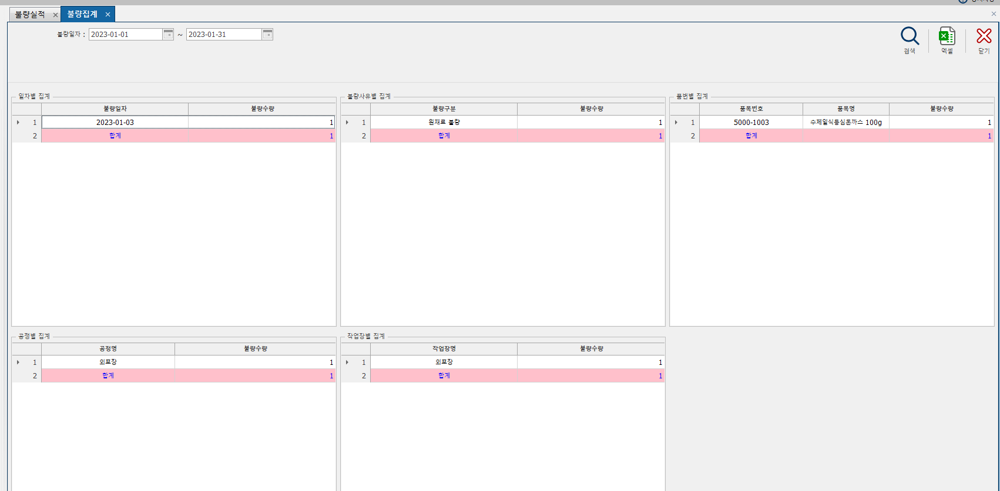 불량실적 불량집계
불량일자 : 2023-01-01 ~ 2023-01-31
검색 엑셀 닫기
일자별 집계
불량일자 불량수량
1 2023-01-03 1
2 합계 1
불량사유별 집계
불량구분 불량수량
1 원재료 불량 1
2 합계 1
품번별 집계
품목번호 품목명 불량수량
1 5000-1003 수제일식등심돈까스 100g 1
2 합계 1
공정별 집계
공정명 불량수량
1 외포장 1
2 합계 1
작업장별 집계
작업장명 불량수량
1 외포장 1
2 합계 1